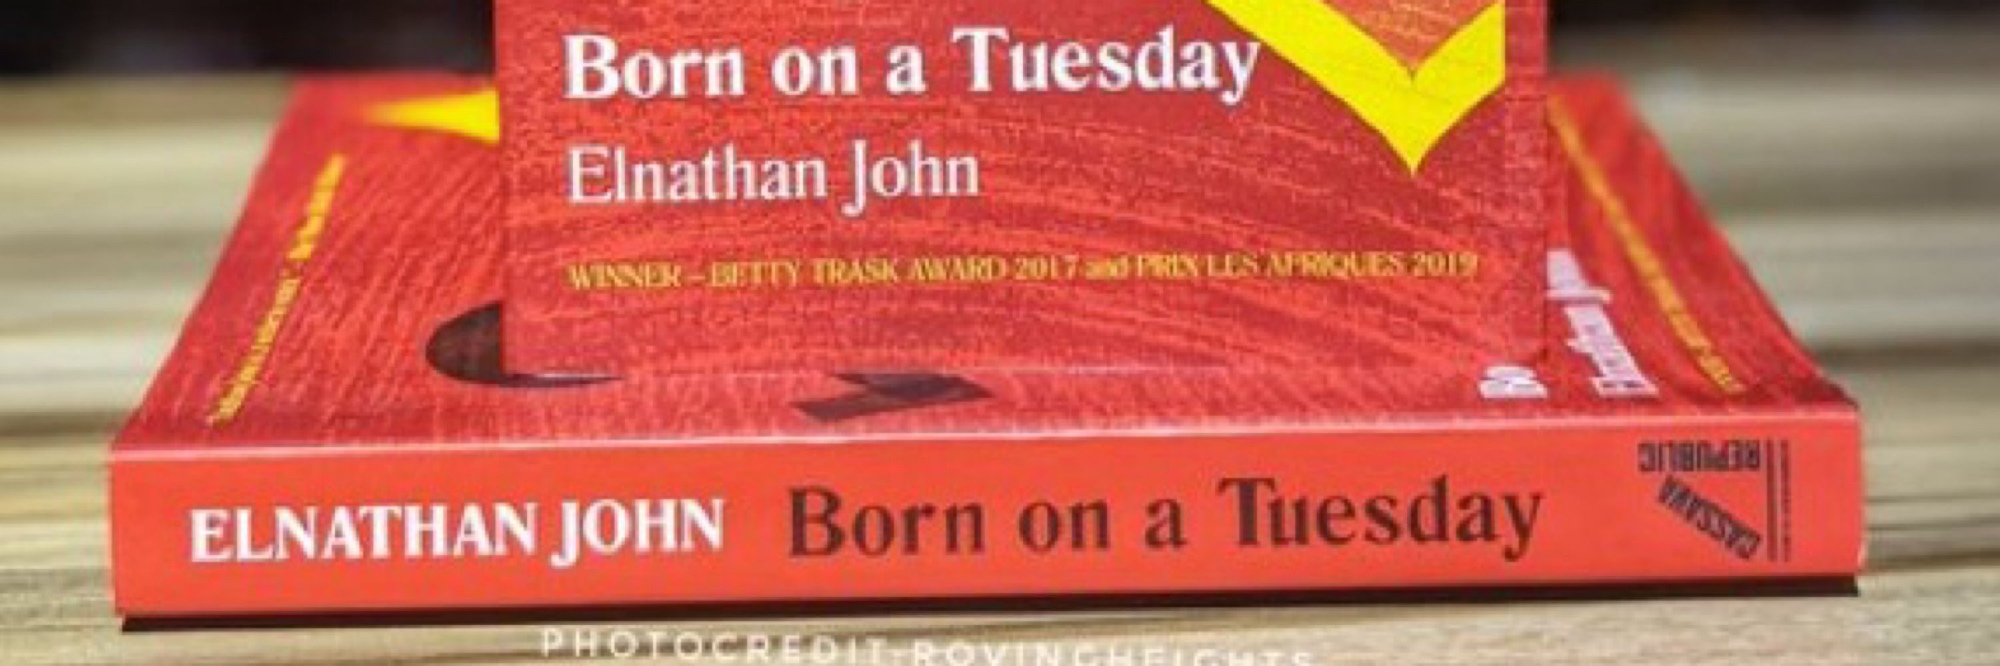 Born on a Tuesday
Elnathan John
WINNER – BETTY TRASK AWARD 2017 and PRIX LES AFRIQUES 2019
ELNATHAN JOHN Born on a Tuesday
CASSAVA
REPUBLIC
PHOTOCREDIT:ROVINGHEIGHTS